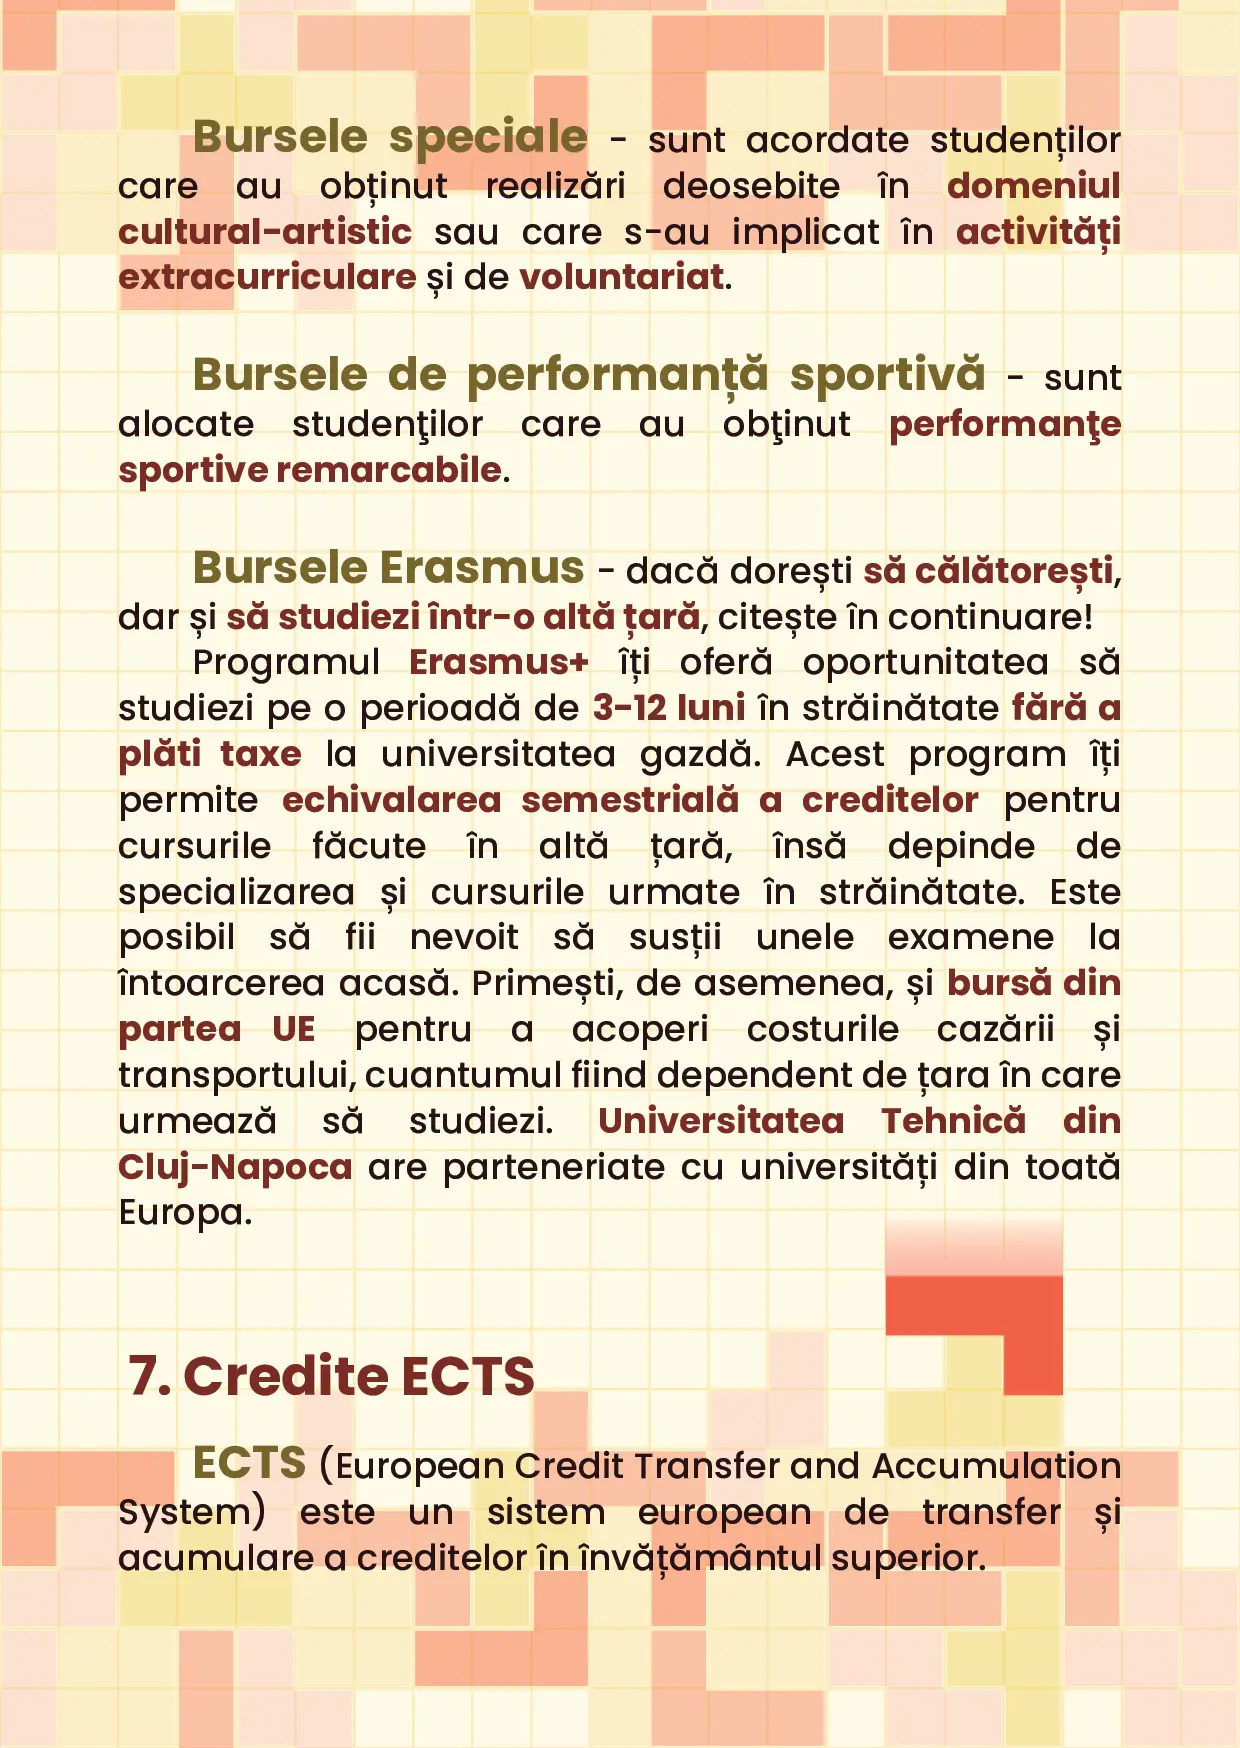 Bursele speciale - sunt acordate studenților
care au obținut realizări deosebite în domeniul
cultural-artistic sau care s-au implicat în activități
extracurriculare și de voluntariat.
Bursele de performanță sportivă - sunt
alocate studenţilor care au obţinut performanţe
sportive remarcabile.
Bursele Erasmus - dacă dorești să călătorești,
dar și să studiezi într-o altă țară, citește în continuare!
Programul Erasmus+ îți oferă oportunitatea să
studiezi pe o perioadă de 3-12 luni în străinătate fără a
plăti taxe la universitatea gazdă. Acest program îți
permite echivalarea semestrială a creditelor pentru
cursurile făcute în altă țară, însă depinde de
specializarea și cursurile urmate în străinătate. Este
posibil să fii nevoit să susții unele examene la
întoarcerea acasă. Primești, de asemenea, și bursă din
partea UE pentru a acoperi costurile cazării și
transportului, cuantumul fiind dependent de țara în care
urmează să studiezi. Universitatea Tehnică din
Cluj-Napoca are parteneriate cu universități din toată
Europa.
7. Credite ECTS
ECTS (European Credit Transfer and Accumulation
System) este un sistem european de transfer și
acumulare a creditelor în învățământul superior.